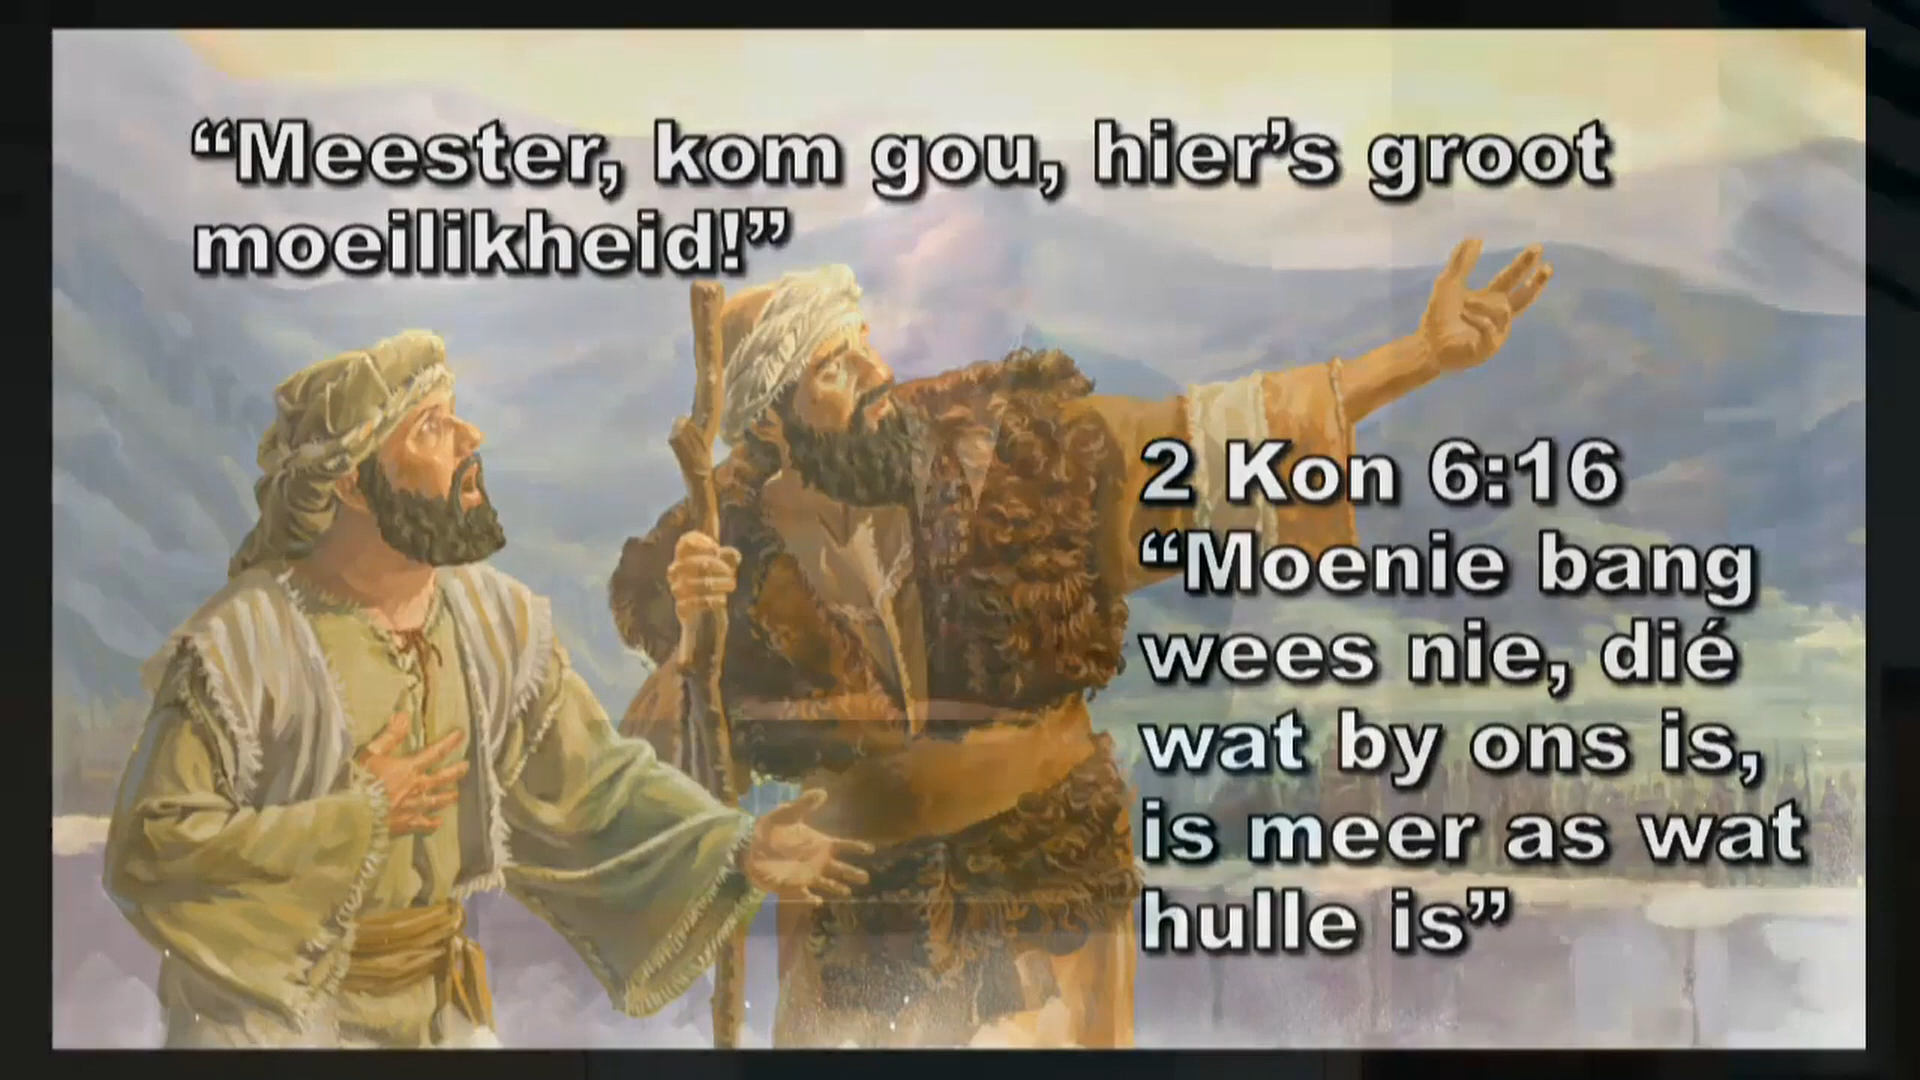 “Meester, kom gou, hier’s groot
moeilikheid!”
2 Kon 6:16
“Moenie bang
wees nie, dié
wat by ons is,
is meer as wat
hulle is”